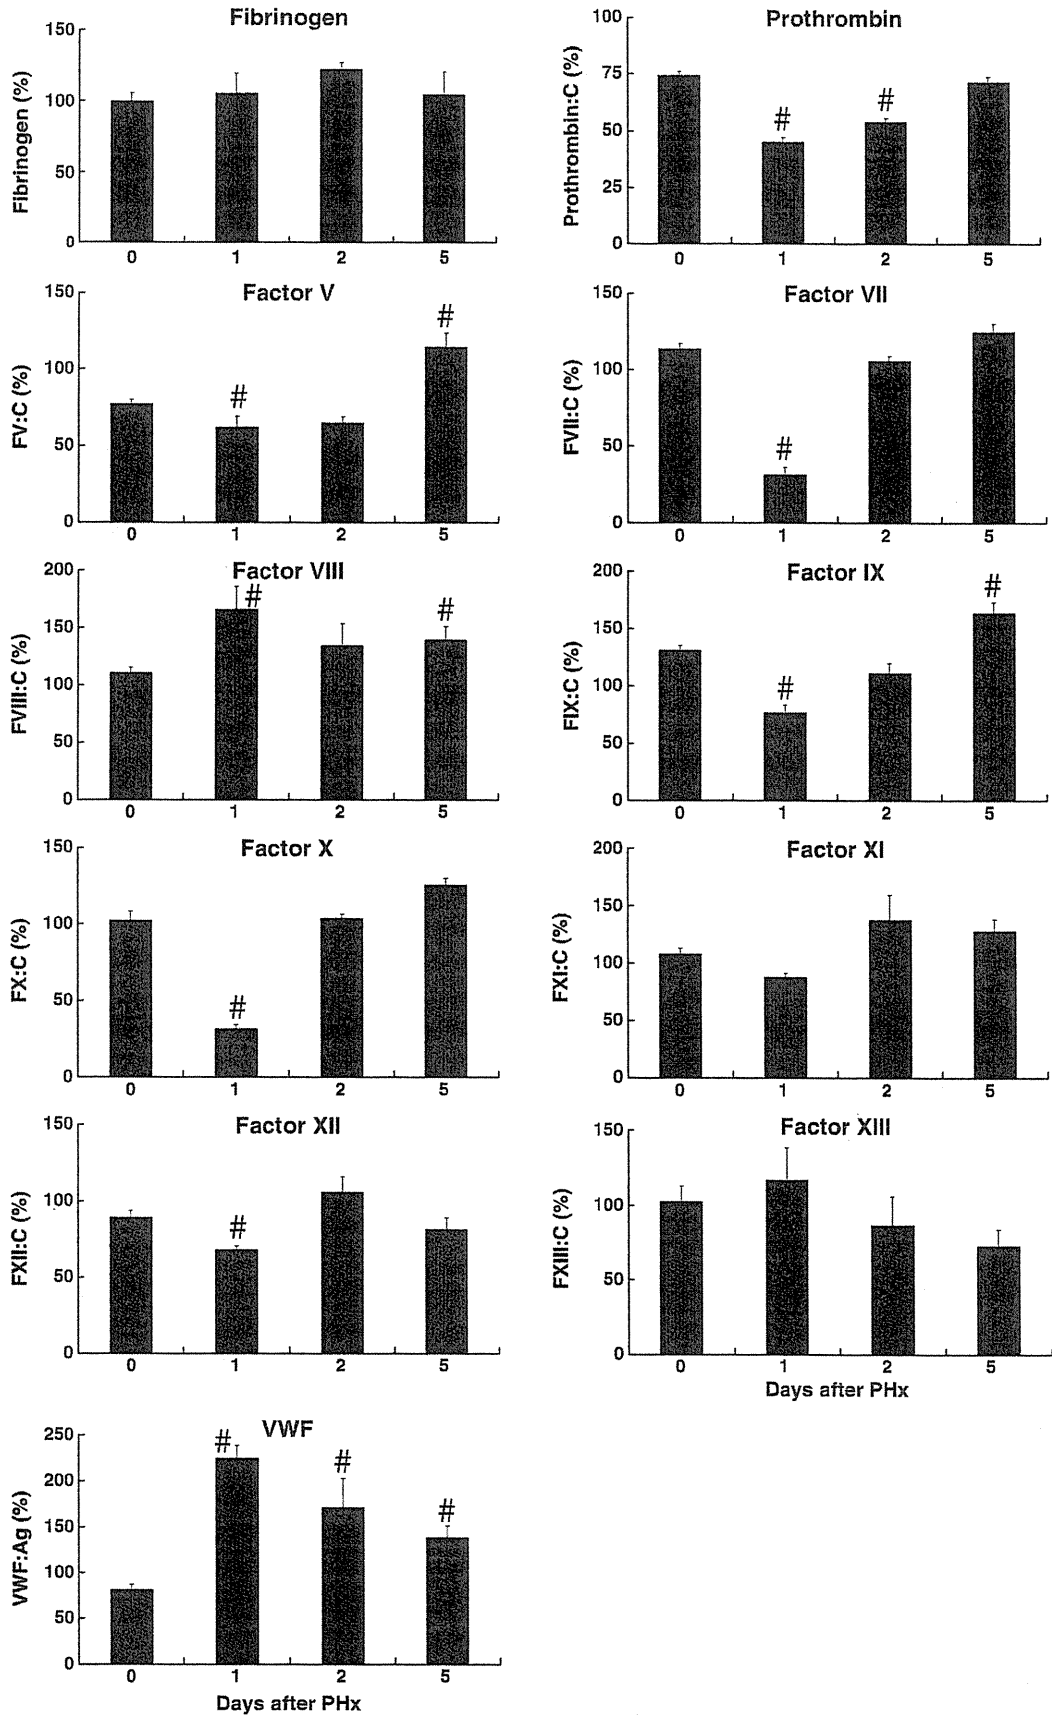 Fibrinogen
Fibrinogen (%)
150
100
50
0
0 1 2 5
Prothrombin
Prothrombin:C (%)
100
75
50
25
0
# #
0 1 2 5
Factor V
FV:C (%)
150
100
50
0
# #
0 1 2 5
Factor VII
FVII:C (%)
150
100
50
0
#
0 1 2 5
Factor VIII
FVIII:C (%)
200
150
100
50
0
# #
0 1 2 5
Factor IX
FIX:C (%)
200
150
100
50
0
# #
0 1 2 5
Factor X
FX:C (%)
150
100
50
0
#
0 1 2 5
Factor XI
FXI:C (%)
200
150
100
50
0
0 1 2 5
Factor XII
FXII:C (%)
150
100
50
0
#
0 1 2 5
Factor XIII
FXIII:C (%)
150
100
50
0
0 1 2 5
Days after PHx
VWF
VWF:Ag (%)
250
200
150
100
50
0
# # #
0 1 2 5
Days after PHx